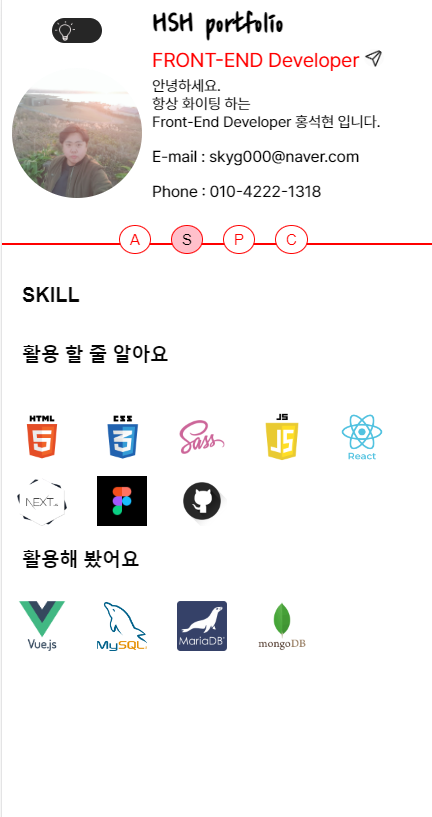 HSH portfolio
FRONT-END Developer
안녕하세요.
항상 화이팅 하는
Front-End Developer 홍석현 입니다.
E-mail : skyg000@naver.com
Phone : 010-4222-1318
A S P C
SKILL
활용 할 줄 알아요
HTML 5 CSS 3 Sass JS JS React
NEXT.JS
활용해 봤어요
Vue.js MySQL MariaDB mongoDB